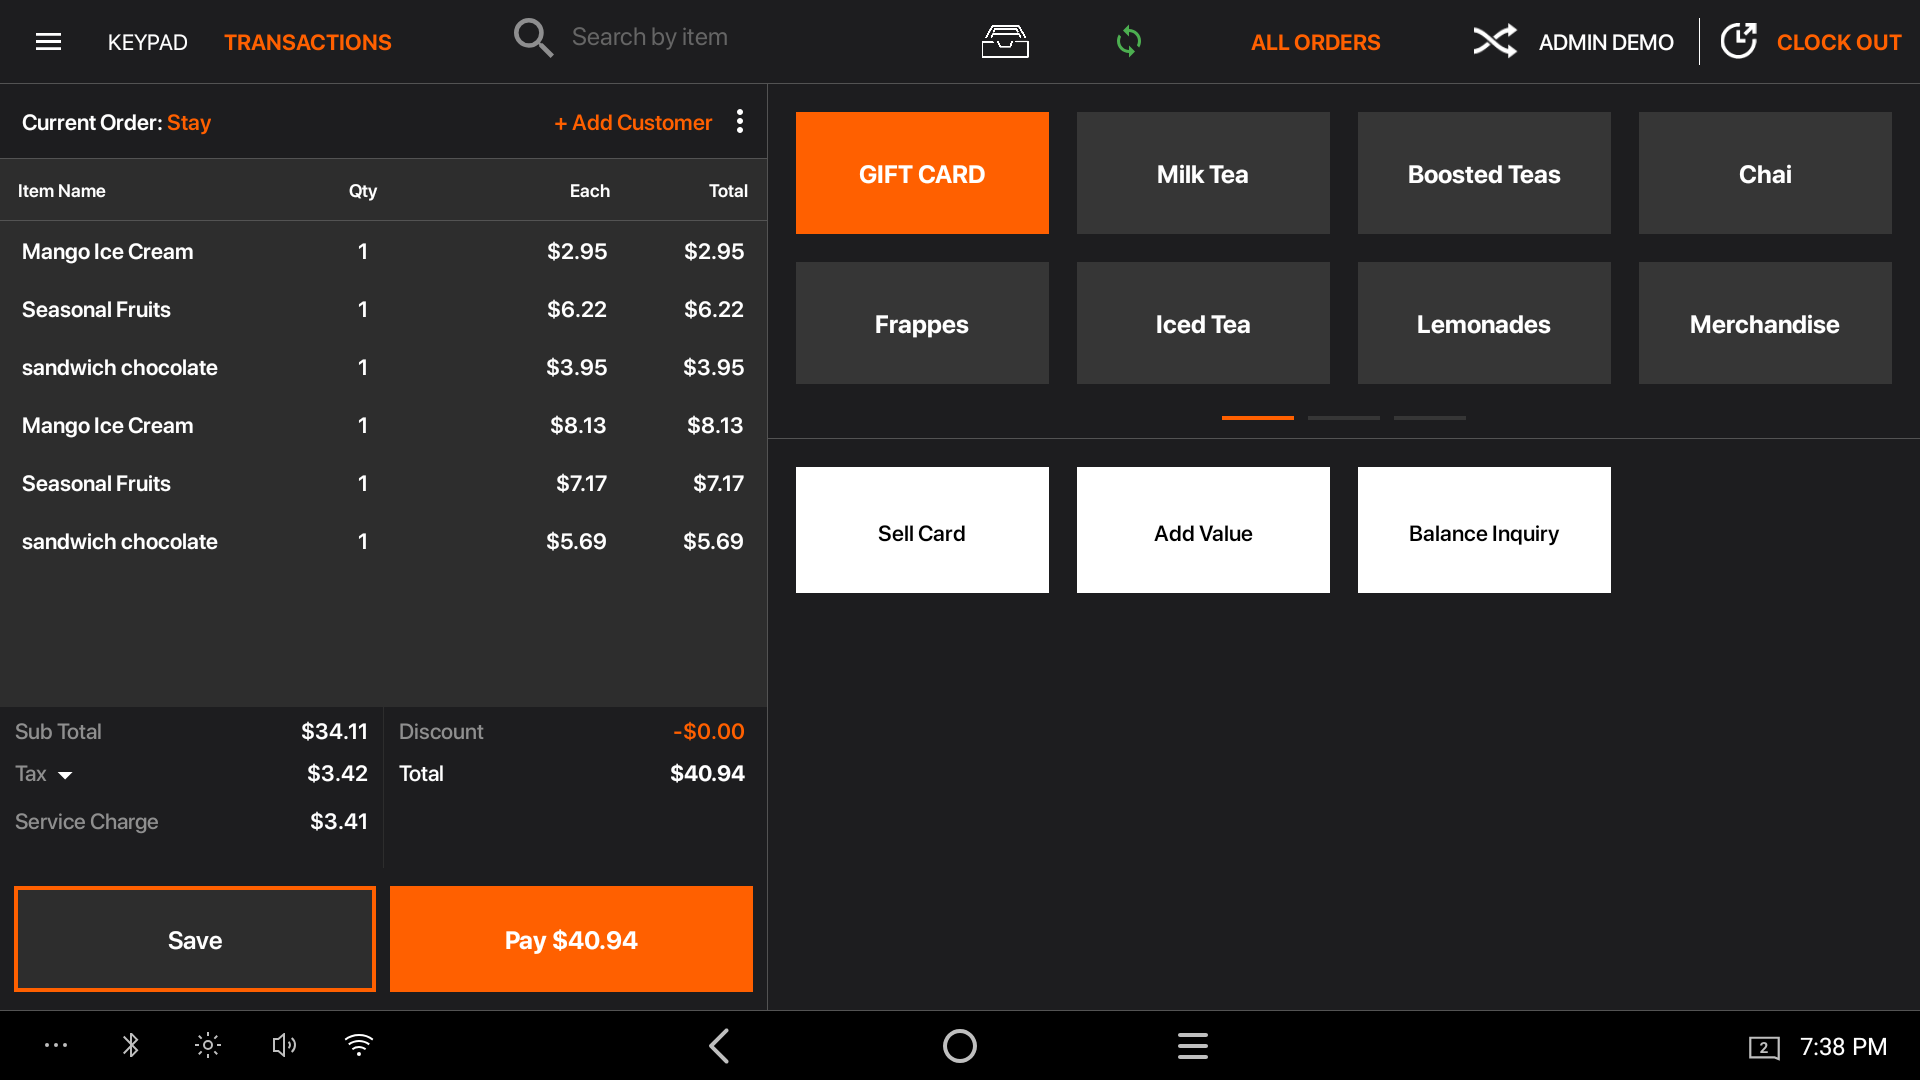 KEYPAD TRANSACTIONS Search by item ALL ORDERS ADMIN DEMO CLOCK OUT
Current Order: Stay + Add Customer
Item Name Qty Each Total
Mango Ice Cream 1 $2.95 $2.95
Seasonal Fruits 1 $6.22 $6.22
sandwich chocolate 1 $3.95 $3.95
Mango Ice Cream 1 $8.13 $8.13
Seasonal Fruits 1 $7.17 $7.17
sandwich chocolate 1 $5.69 $5.69
Sub Total $34.11 Discount -$0.00
Tax $3.42 Total $40.94
Service Charge $3.41
Save Pay $40.94
GIFT CARD Milk Tea Boosted Teas Chai
Frappes Iced Tea Lemonades Merchandise
Sell Card Add Value Balance Inquiry
2 7:38 PM